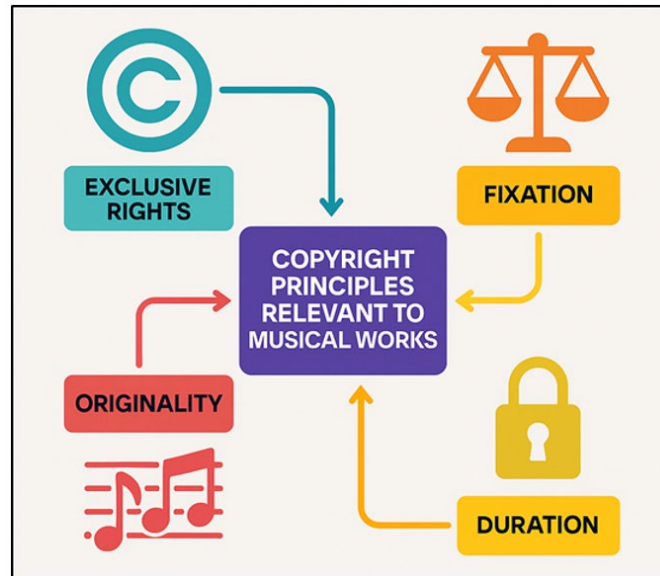 C
EXCLUSIVE
RIGHTS
FIXATION
COPYRIGHT
PRINCIPLES
RELEVANT TO
MUSICAL WORKS
ORIGINALITY
DURATION